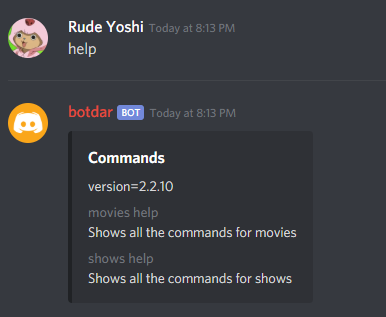 Rude Yoshi Today at 8:13 PM
help
botdar BOT Today at 8:13 PM
Commands
version=2.2.10
movies help
Shows all the commands for movies
shows help
Shows all the commands for shows